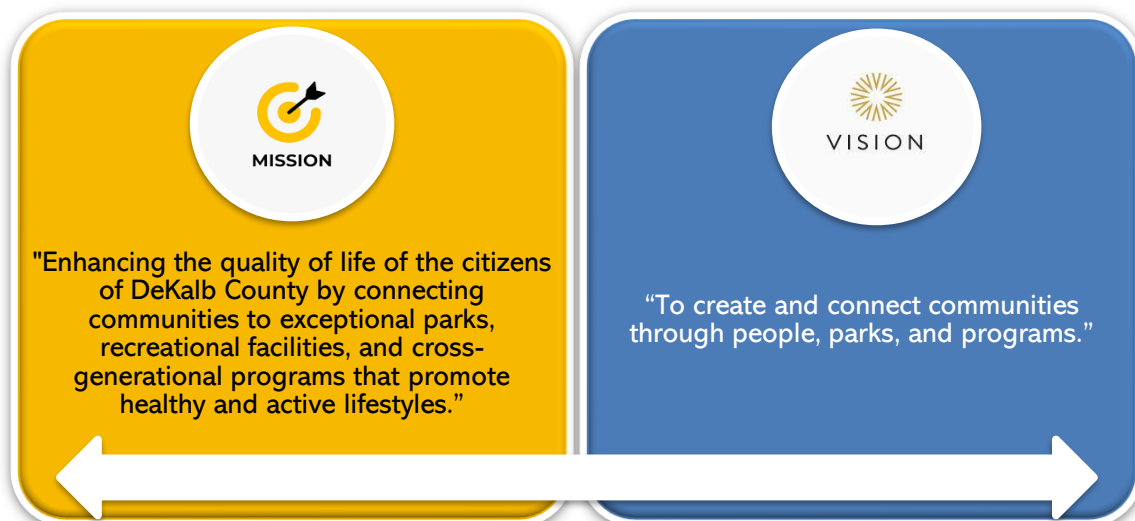 MISSION
"Enhancing the quality of life of the citizens
of DeKalb County by connecting
communities to exceptional parks,
recreational facilities, and cross-
generational programs that promote
healthy and active lifestyles.”
VISION
“To create and connect communities
through people, parks, and programs.”